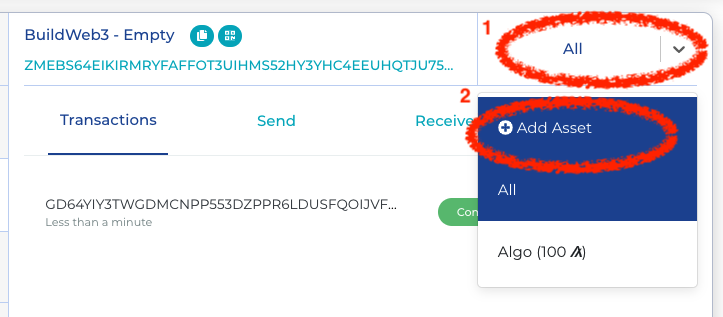 BuildWeb3 - Empty
1
All
ZMEBS64EIKIRMRYFAFFOT3UIHMS52HY3YHC4EEUHQTJU75...
2
Transactions
Send
Receive
Add Asset
All
GD64YIY3TWGDMCNPP553DZPPR6LDUSFQOIJVF...
Less than a minute
Con
Algo (100 )